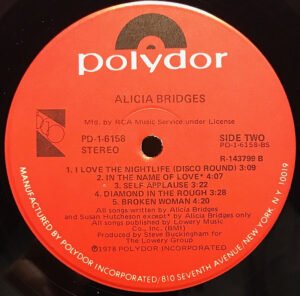 polydor
ALICIA BRIDGES
Mfd. by RCA Music Service under License
PD-1-6158
STEREO
SIDE TWO
PD-1-6158-BS
R-143799 B
1. I LOVE THE NIGHTLIFE (DISCO ROUND) 3:09
2. IN THE NAME OF LOVE* 4:07
3. SELF APPLAUSE 3:22
4. DIAMOND IN THE ROUGH 3:28
5. BROKEN WOMAN 4:20
All songs written by Alicia Bridges
and Susan Hutcheson except* by Alicia Bridges only
All songs published by Lowery Music
Co., Inc. (BMI)
Produced by Steve Buckingham for
The Lowery Group
℗1978 POLYDOR INCORPORATED
MANUFACTURED BY POLYDOR INCORPORATED/810 SEVENTH AVENUE/NEW YORK, N.Y. 10019